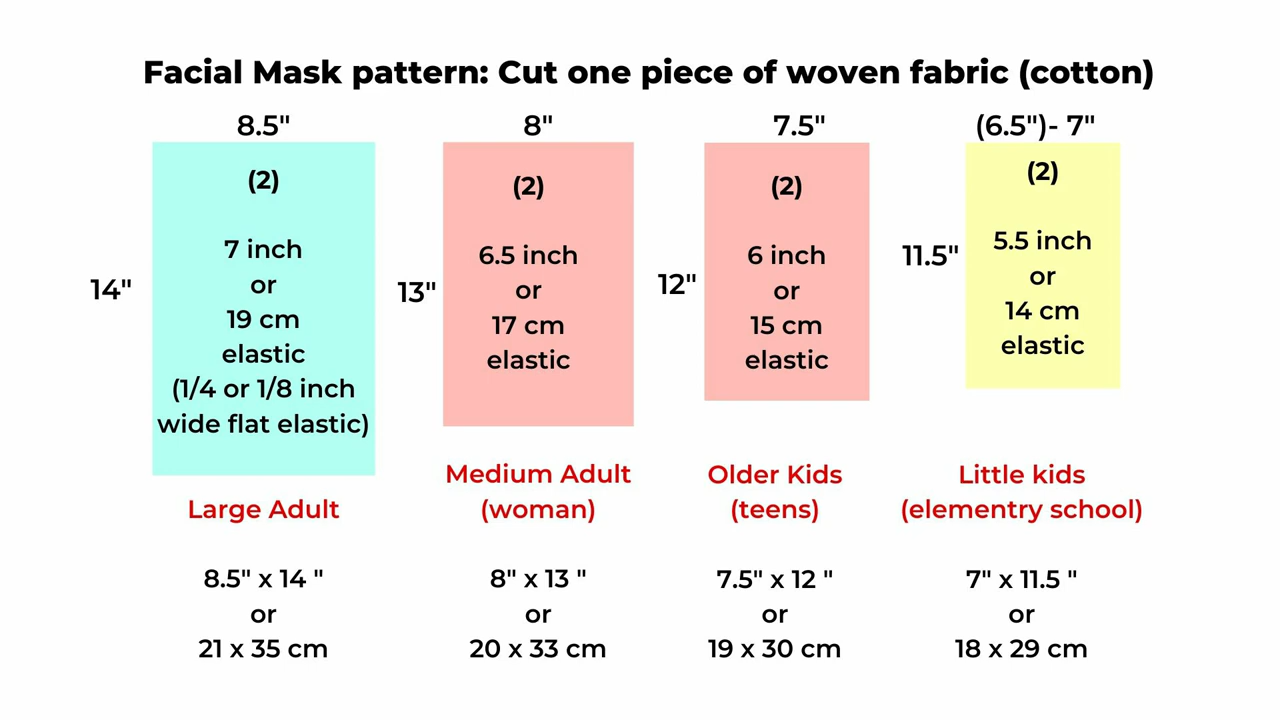 Facial Mask pattern: Cut one piece of woven fabric (cotton)
8.5"
(2)
7 inch
or
19 cm
elastic
(1/4 or 1/8 inch
wide flat elastic)
14"
Large Adult
8.5" x 14 "
or
21 x 35 cm
8"
(2)
6.5 inch
or
17 cm
elastic
13"
Medium Adult
(woman)
8" x 13 "
or
20 x 33 cm
7.5"
(2)
6 inch
or
15 cm
elastic
12"
Older Kids
(teens)
7.5" x 12 "
or
19 x 30 cm
(6.5")- 7"
(2)
5.5 inch
or
14 cm
elastic
11.5"
Little kids
(elementry school)
7" x 11.5 "
or
18 x 29 cm